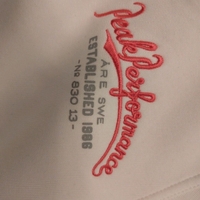 Peak Performance
ÅRE SWE
ESTABLISHED 1986
-No 830 13-